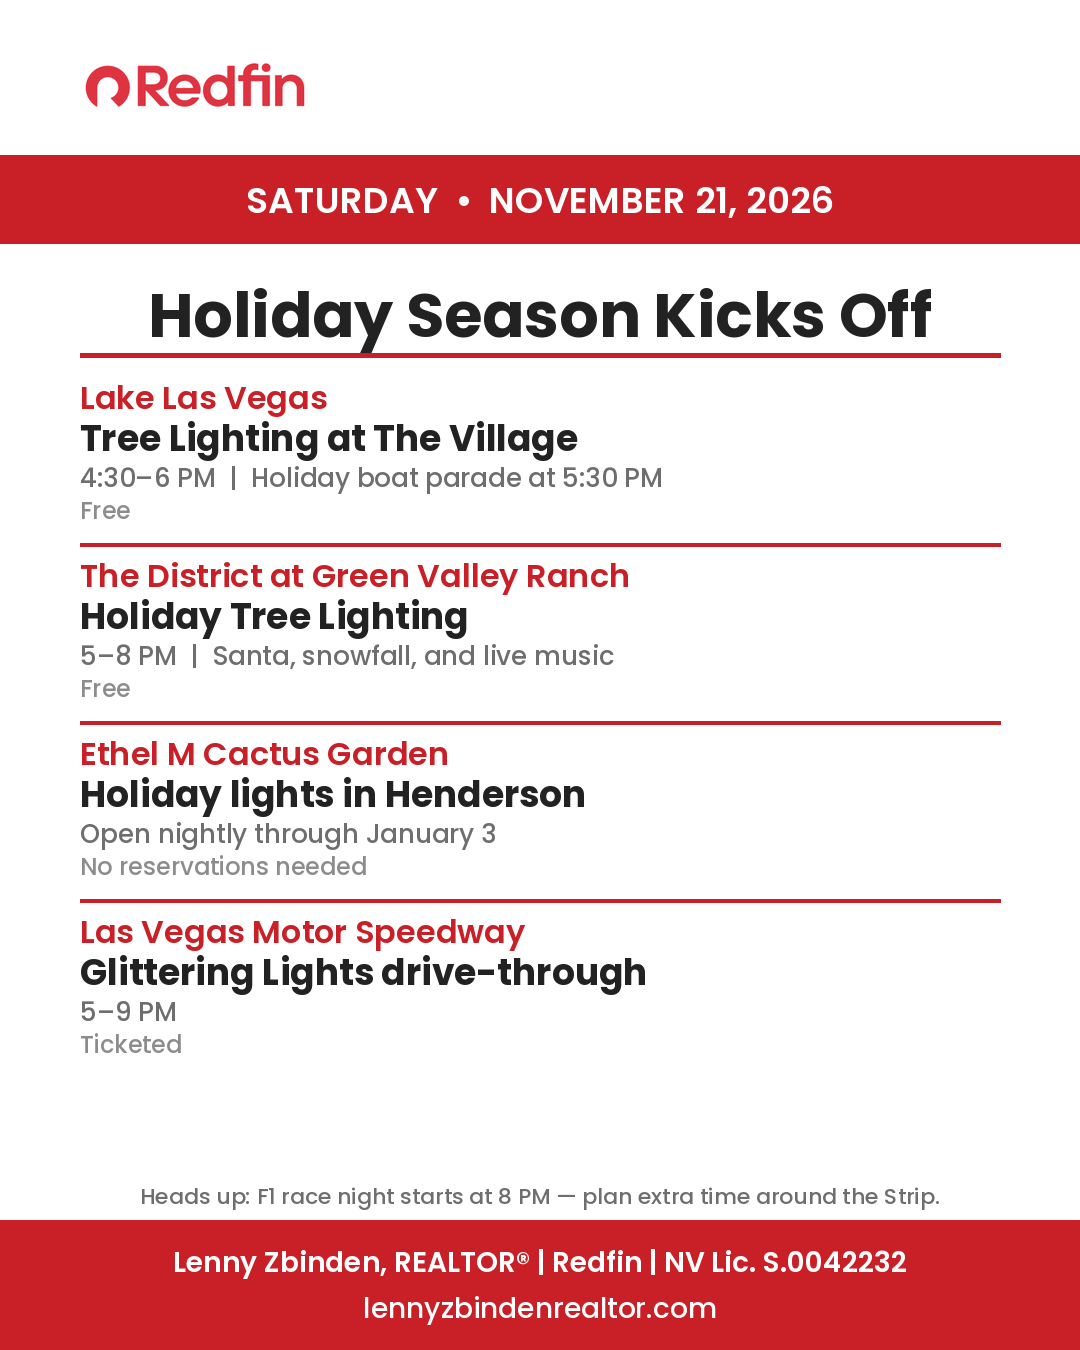 Redfin
SATURDAY • NOVEMBER 21, 2026
Holiday Season Kicks Off
Lake Las Vegas
Tree Lighting at The Village
4:30–6 PM | Holiday boat parade at 5:30 PM
Free
The District at Green Valley Ranch
Holiday Tree Lighting
5–8 PM | Santa, snowfall, and live music
Free
Ethel M Cactus Garden
Holiday lights in Henderson
Open nightly through January 3
No reservations needed
Las Vegas Motor Speedway
Glittering Lights drive-through
5–9 PM
Ticketed
Heads up: F1 race night starts at 8 PM — plan extra time around the Strip.
Lenny Zbinden, REALTOR® | Redfin | NV Lic. S.0042232
lennyzbindenrealtor.com